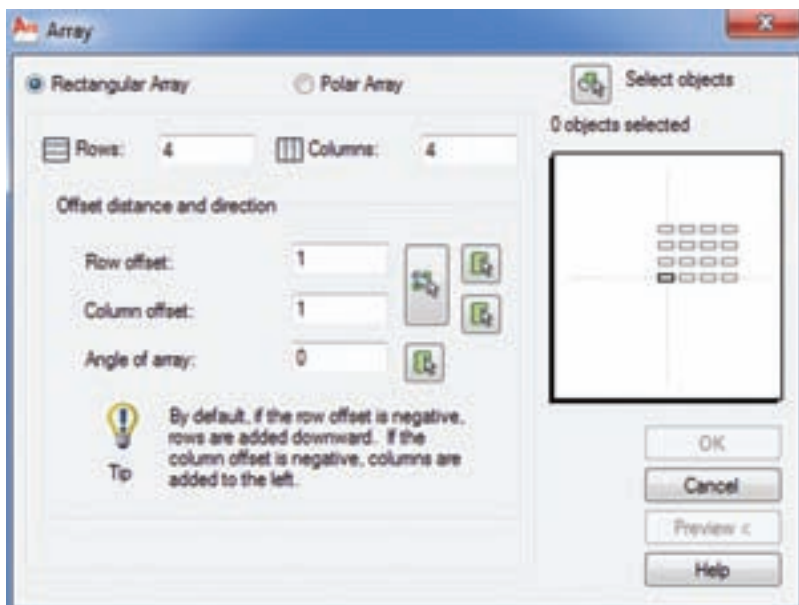 Array
Rectangular Array
Polar Array
Select objects
0 objects selected
Rows: 4
Columns: 4
Offset distance and direction
Row offset: 1
Column offset: 1
Angle of array: 0
By default, if the row offset is negative,
rows are added downward. If the
column offset is negative, columns are
added to the left.
Tip
OK
Cancel
Preview <
Help